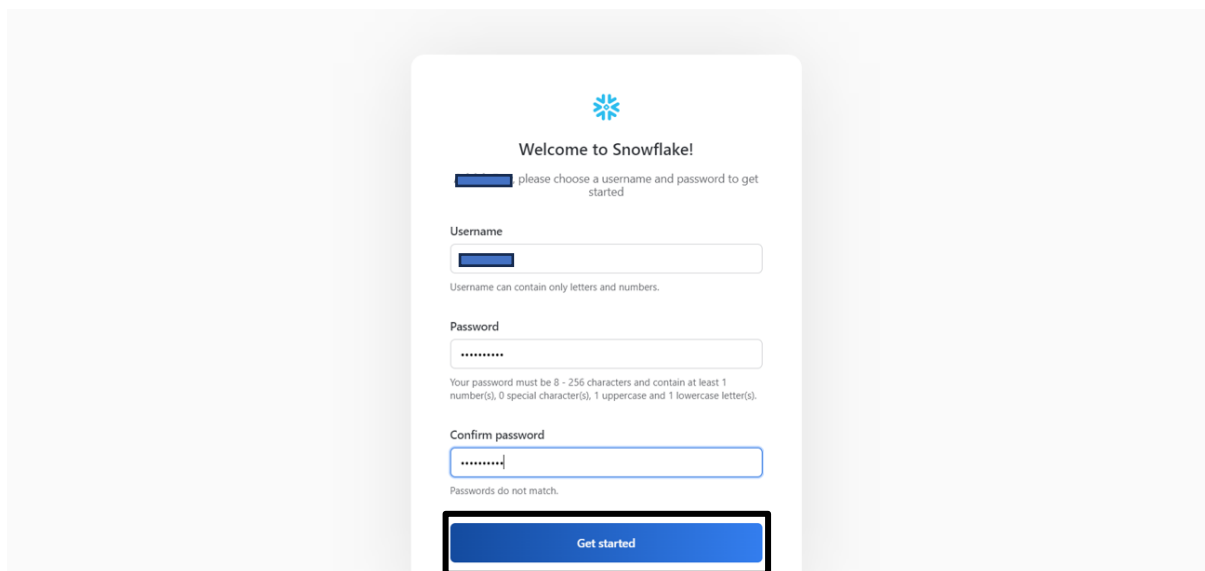 Welcome to Snowflake!
, please choose a username and password to get
started
Username
Username can contain only letters and numbers.
Password
••••••••••
Your password must be 8 - 256 characters and contain at least 1
number(s), 0 special character(s), 1 uppercase and 1 lowercase letter(s).
Confirm password
••••••••••
Passwords do not match.
Get started